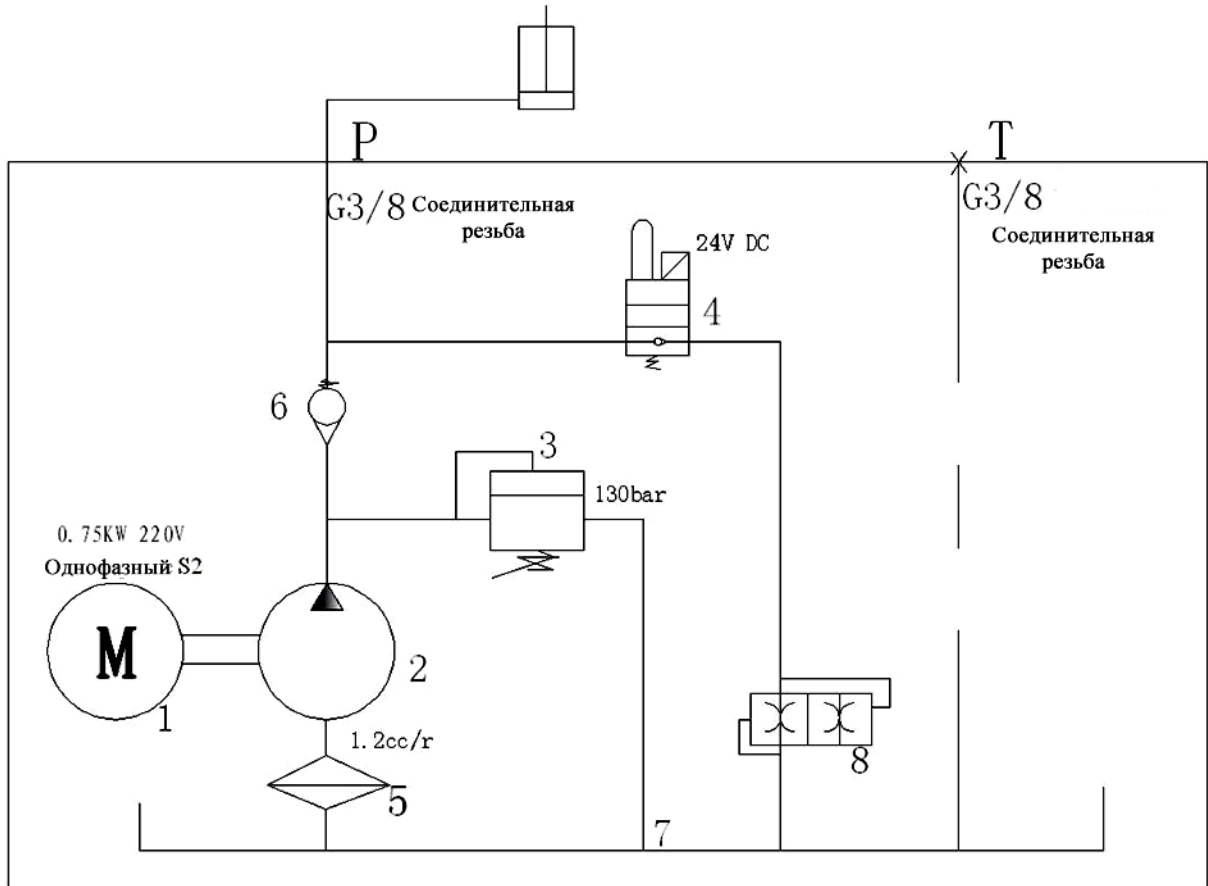 P
T
G3/8 Соединительная
резьба
G3/8
Соединительная
резьба
24V DC
4
6
3
130bar
0.75KW 220V
Однофазный S2
M
1
2
1.2cc/r
5
7
8